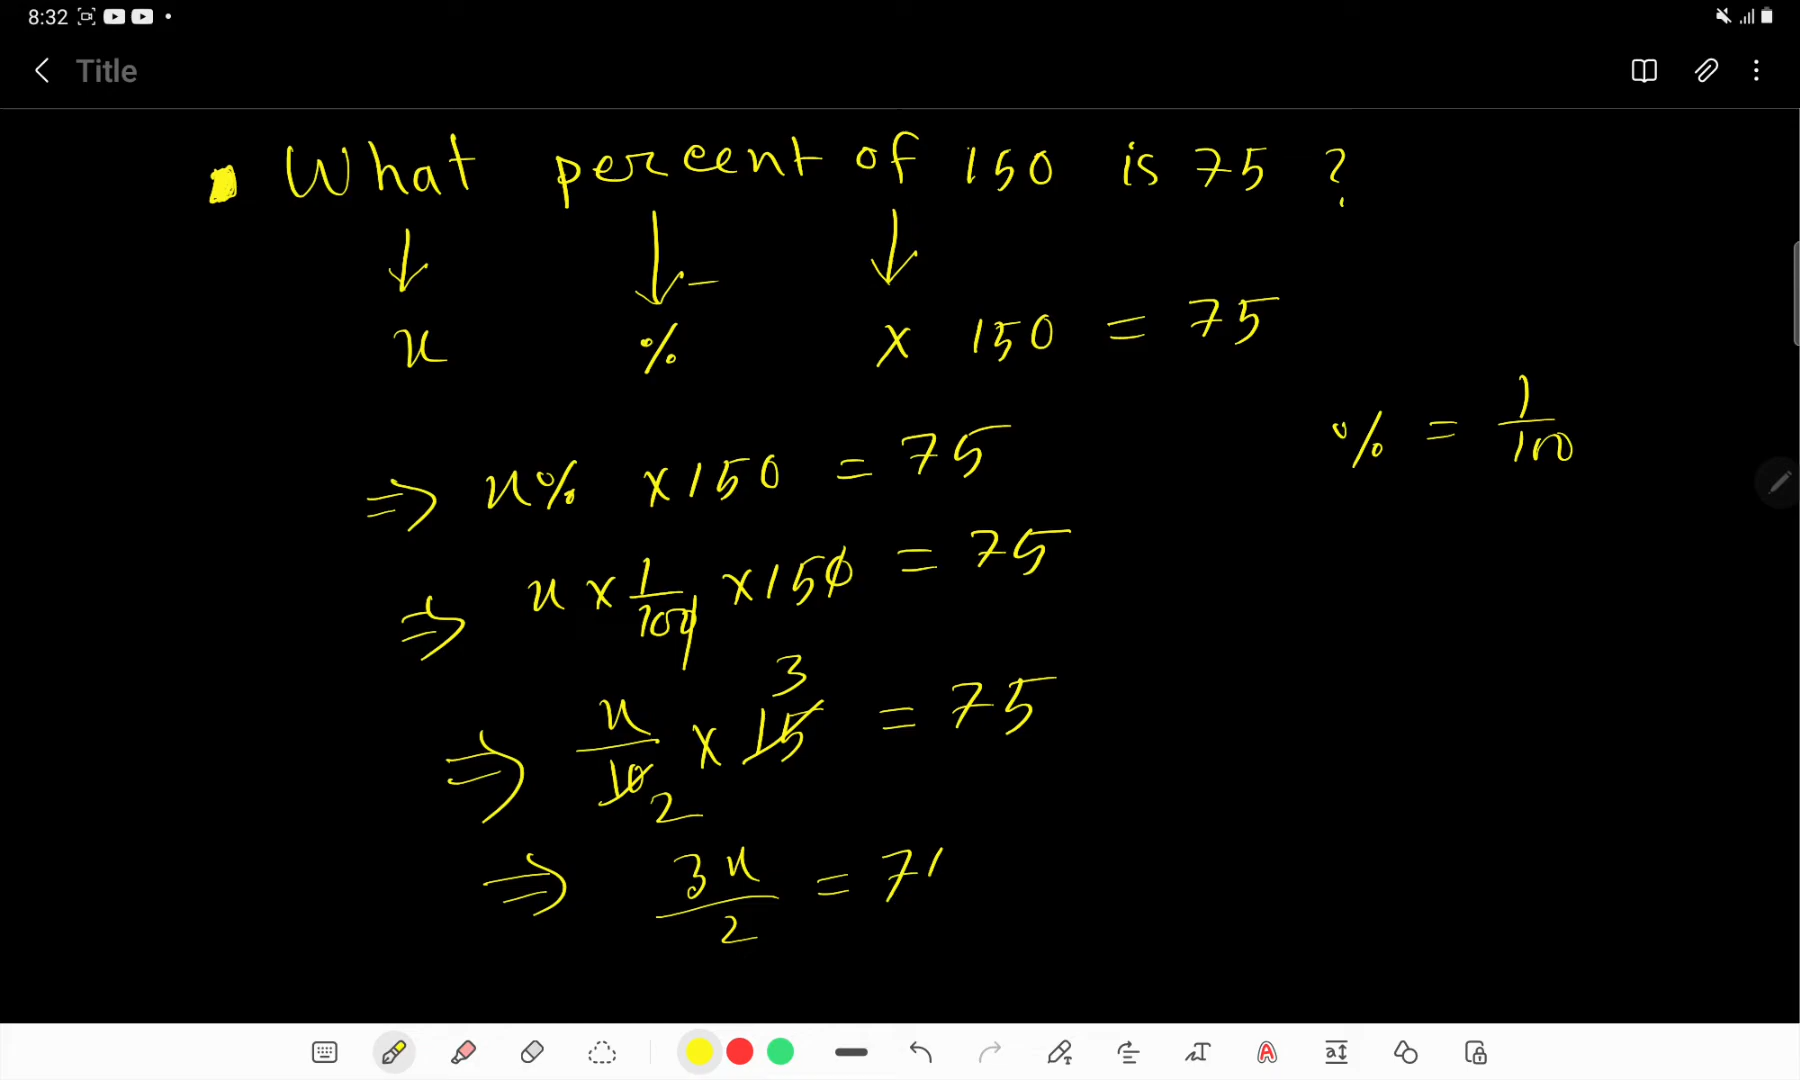 8:32
Title
What percent of 150 is 75 ?
x % × 150 = 75
% = 1/100
⇒ x% × 150 = 75
⇒ x × 1/100 × 150 = 75
3
⇒ x/10 × 15 = 75
2
⇒ 3x/2 = 7